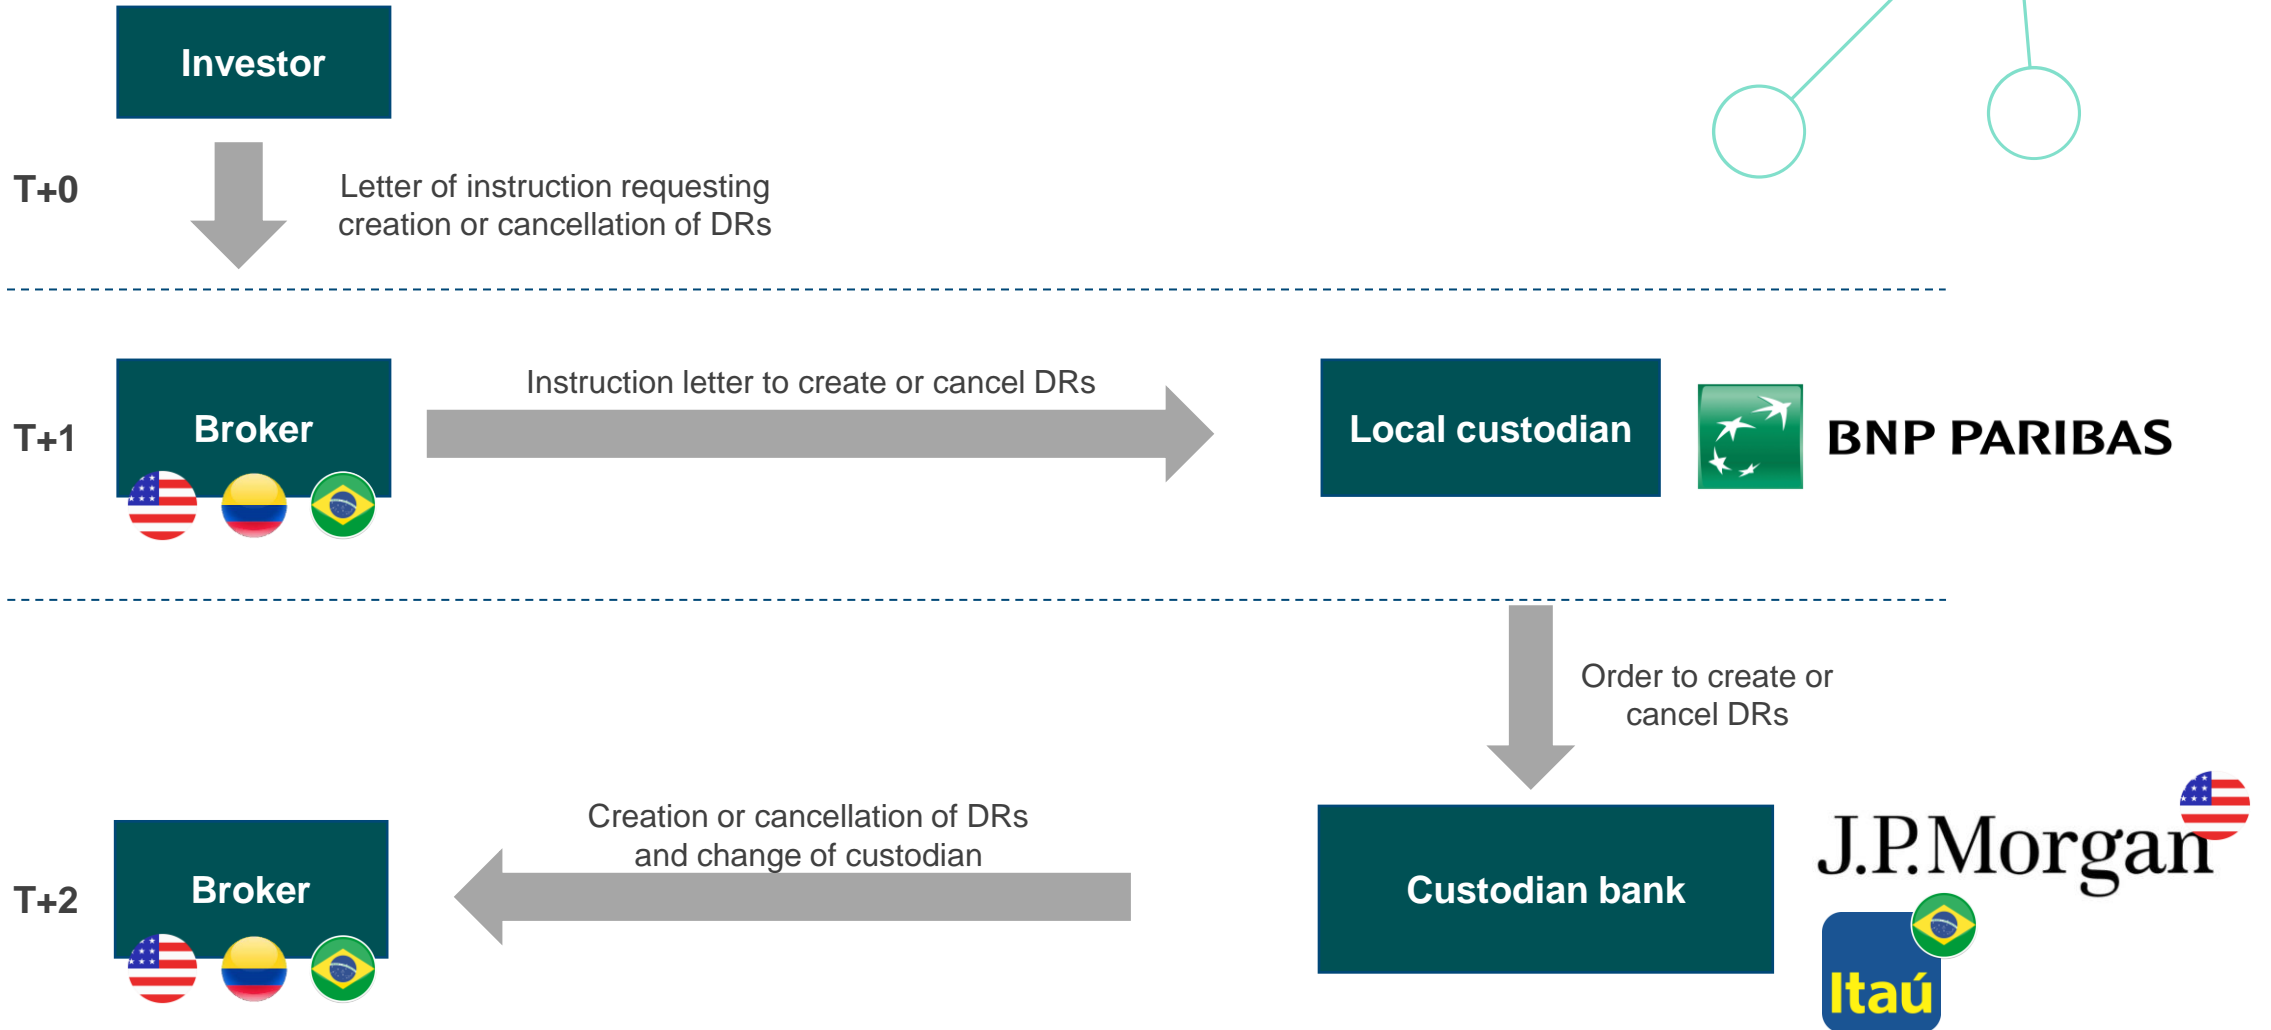 Investor
T+0
Letter of instruction requesting
creation or cancellation of DRs
T+1
Broker
Instruction letter to create or cancel DRs
Local custodian
BNP PARIBAS
Order to create or
cancel DRs
T+2
Broker
Creation or cancellation of DRs
and change of custodian
Custodian bank
J.P.Morgan
Itaú